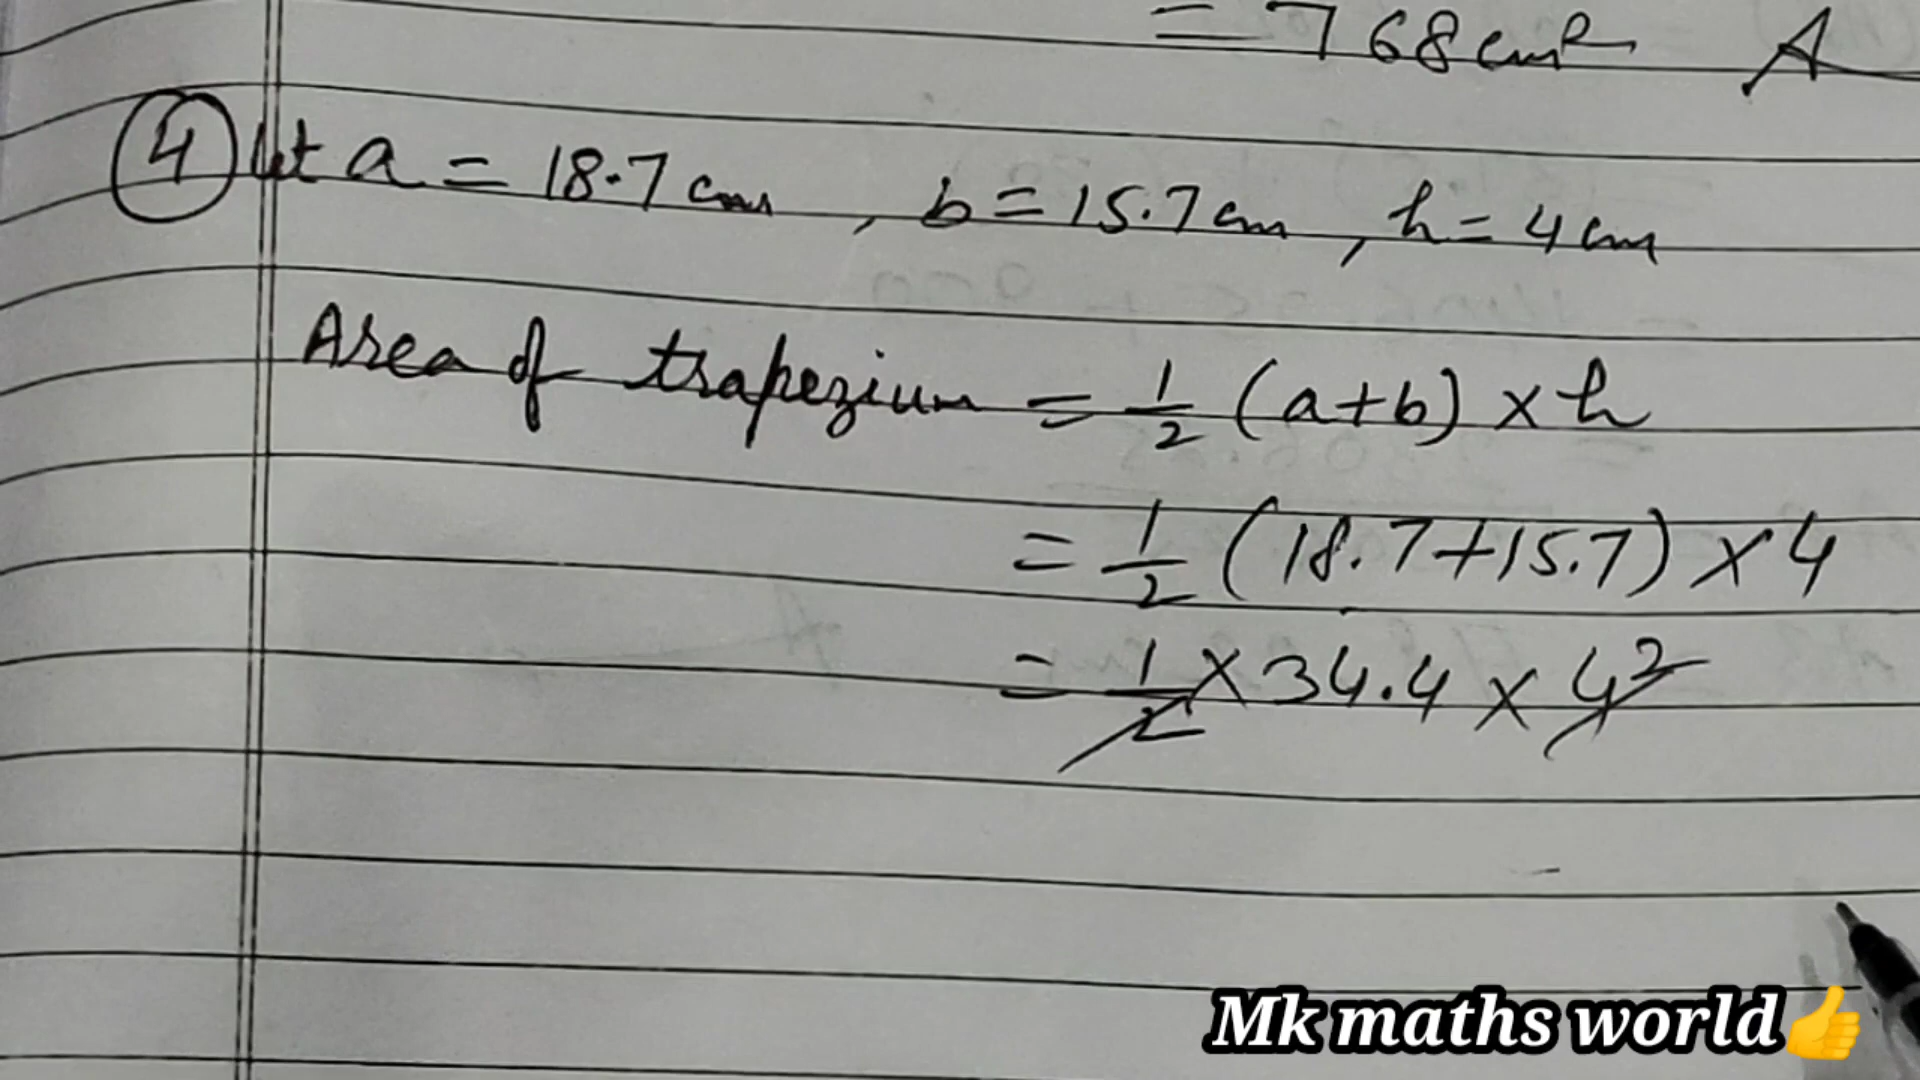 = 768 cm² A
④ let a = 18.7 cm, b = 15.7 cm, h = 4 cm
Area of trapezium = 1/2 (a+b) × h
= 1/2 (18.7+15.7) × 4
= 1/2 × 34.4 × 4 2
Mk maths world👍